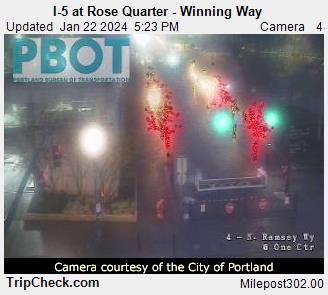 I-5 at Rose Quarter - Winning Way
Updated  Jan 22 2024  5:23 PM
Camera  4
PBOT
PORTLAND BUREAU OF TRANSPORTATION
4 - N. Ramsey Wy
@ One Ctr
Camera courtesy of the City of Portland
TripCheck.com
Milepost302.00